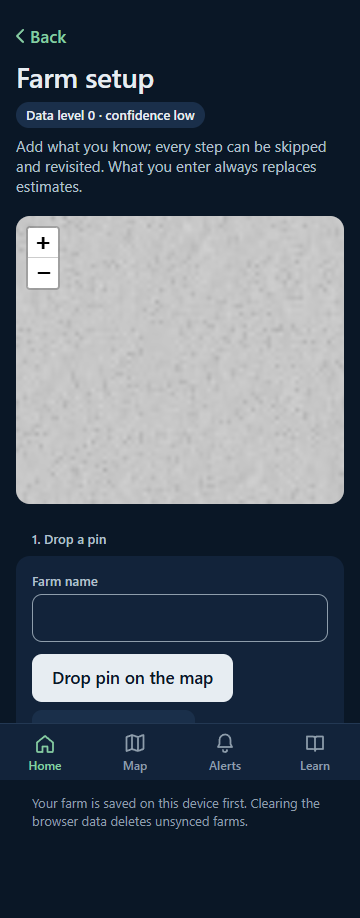 Back
Farm setup
Data level 0 · confidence low
Add what you know; every step can be skipped
and revisited. What you enter always replaces
estimates.
+
−
1. Drop a pin
Farm name
Drop pin on the map
Home
Map
Alerts
Learn
Your farm is saved on this device first. Clearing the
browser data deletes unsynced farms.